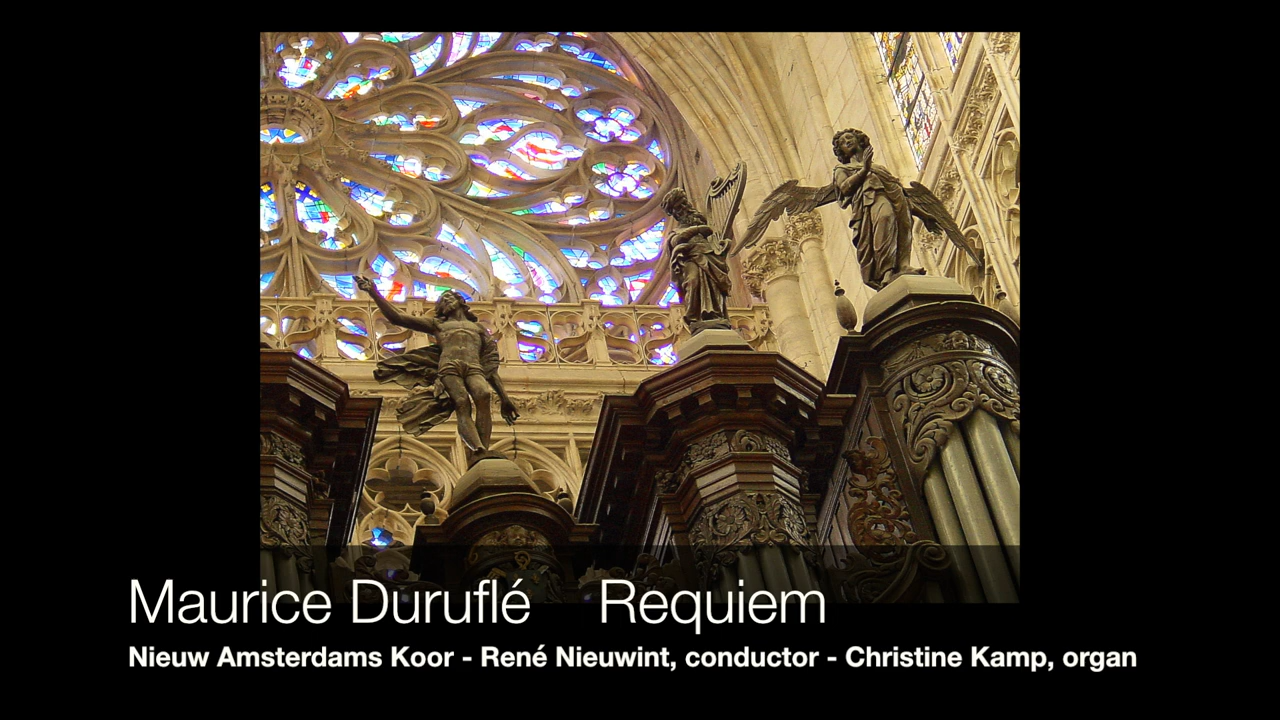 Maurice Duruflé Requiem
Nieuw Amsterdams Koor - René Nieuwint, conductor - Christine Kamp, organ